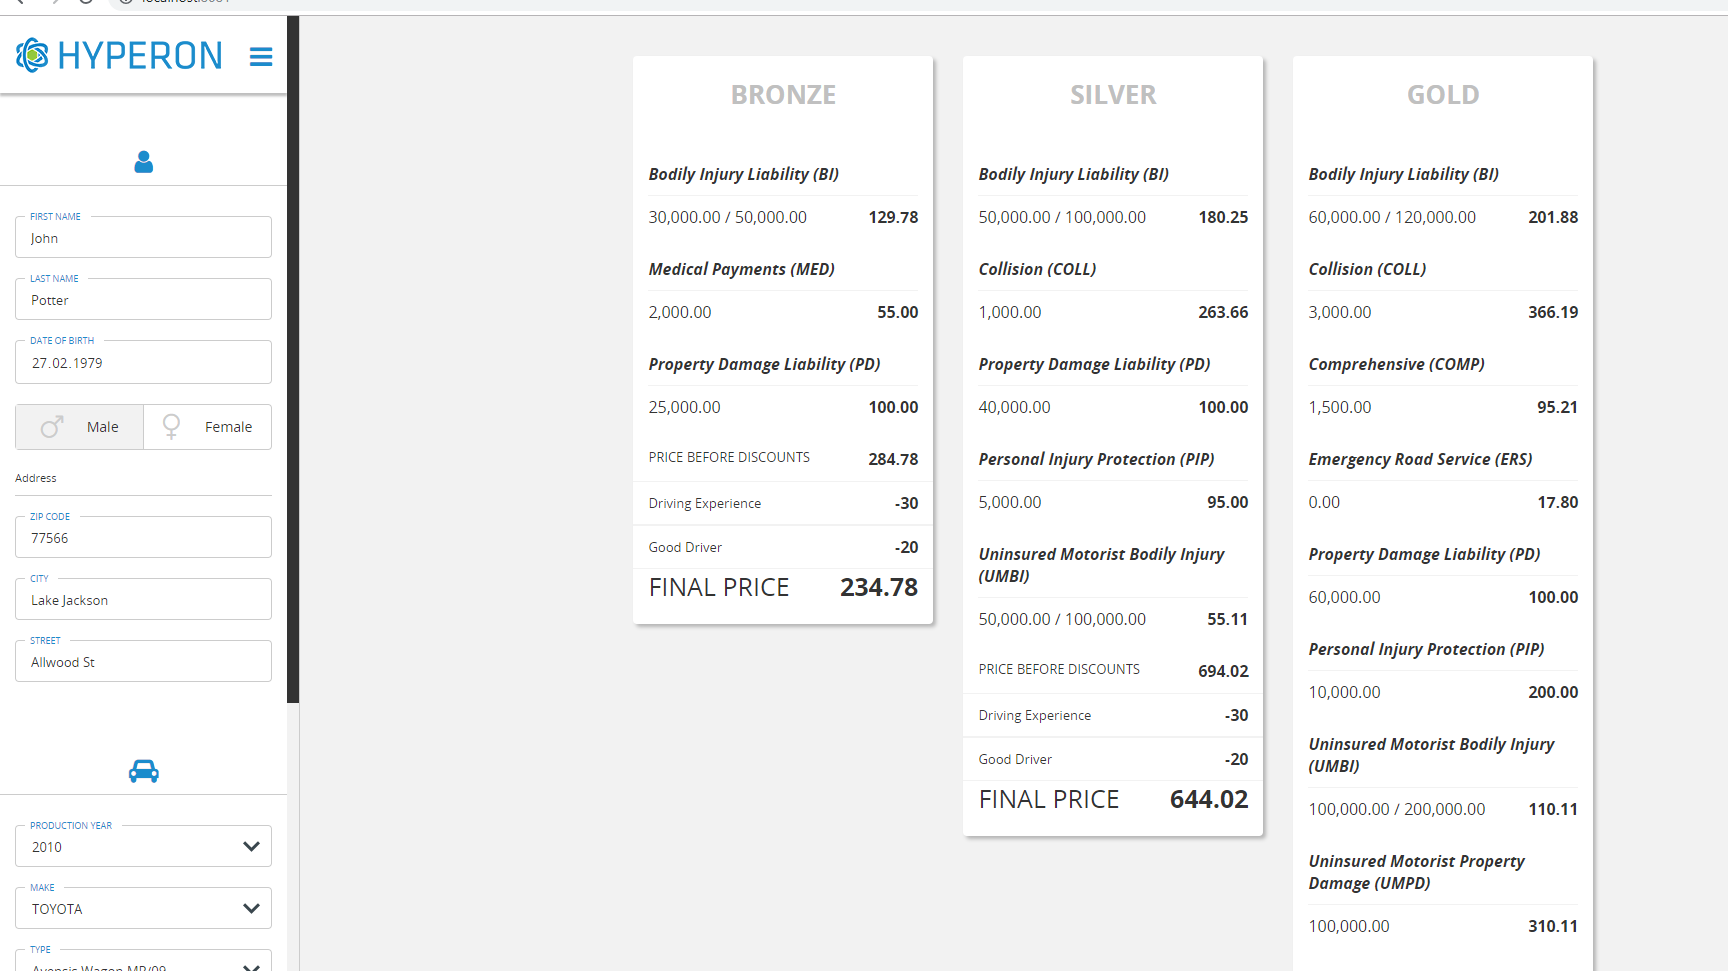 HYPERON
FIRST NAME
John
LAST NAME
Potter
DATE OF BIRTH
27.02.1979
Male
Female
Address
ZIP CODE
77566
CITY
Lake Jackson
STREET
Allwood St
PRODUCTION YEAR
2010
MAKE
TOYOTA
TYPE
Avensis Wagon MR/09
BRONZE
Bodily Injury Liability (BI)
30,000.00 / 50,000.00 129.78
Medical Payments (MED)
2,000.00 55.00
Property Damage Liability (PD)
25,000.00 100.00
PRICE BEFORE DISCOUNTS 284.78
Driving Experience -30
Good Driver -20
FINAL PRICE 234.78
SILVER
Bodily Injury Liability (BI)
50,000.00 / 100,000.00 180.25
Collision (COLL)
1,000.00 263.66
Property Damage Liability (PD)
40,000.00 100.00
Personal Injury Protection (PIP)
5,000.00 95.00
Uninsured Motorist Bodily Injury
(UMBI)
50,000.00 / 100,000.00 55.11
PRICE BEFORE DISCOUNTS 694.02
Driving Experience -30
Good Driver -20
FINAL PRICE 644.02
GOLD
Bodily Injury Liability (BI)
60,000.00 / 120,000.00 201.88
Collision (COLL)
3,000.00 366.19
Comprehensive (COMP)
1,500.00 95.21
Emergency Road Service (ERS)
0.00 17.80
Property Damage Liability (PD)
60,000.00 100.00
Personal Injury Protection (PIP)
10,000.00 200.00
Uninsured Motorist Bodily Injury
(UMBI)
100,000.00 / 200,000.00 110.11
Uninsured Motorist Property
Damage (UMPD)
100,000.00 310.11